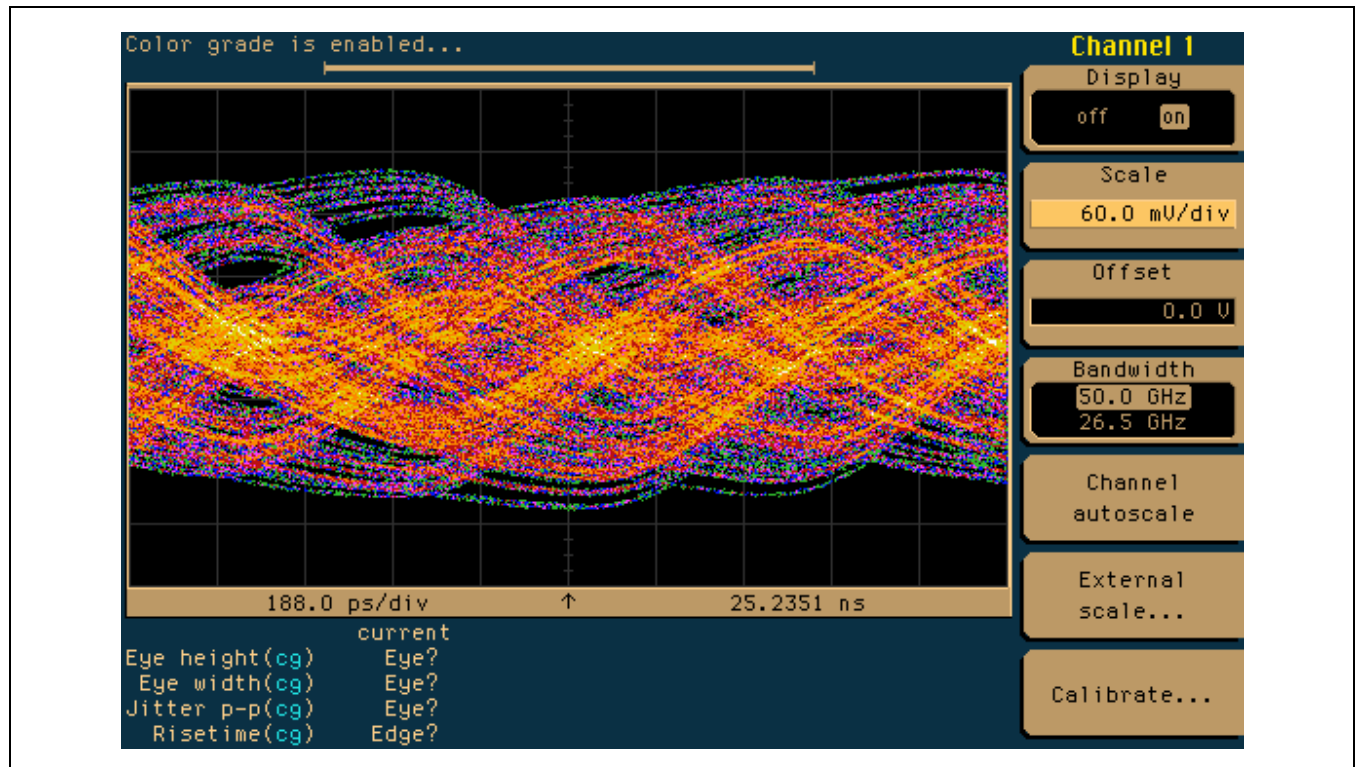 Color grade is enabled...
Channel 1
Display
off on
Scale
60.0 mV/div
Offset
0.0 V
Bandwidth
50.0 GHz
26.5 GHz
Channel
autoscale
External
scale...
Calibrate...
188.0 ps/div ↑ 25.2351 ns
current
Eye height(cg) Eye?
Eye width(cg) Eye?
Jitter p-p(cg) Eye?
Risetime(cg) Edge?